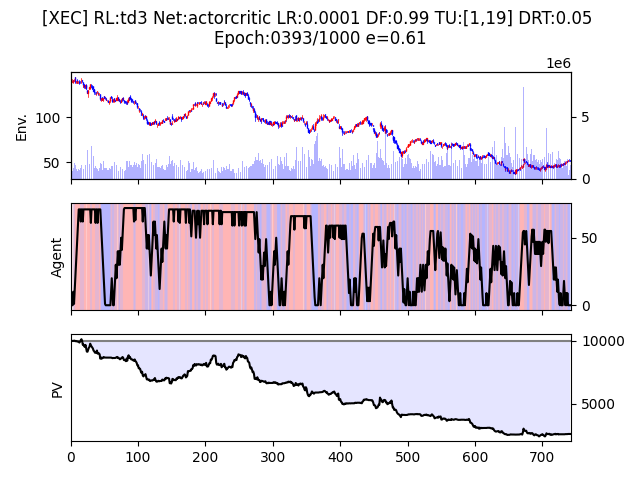 [XEC] RL:td3 Net:actorcritic LR:0.0001 DF:0.99 TU:[1,19] DRT:0.05
Epoch:0393/1000 e=0.61
1e6
Env.
100
50
5
0
Agent
50
0
PV
10000
5000
0 100 200 300 400 500 600 700